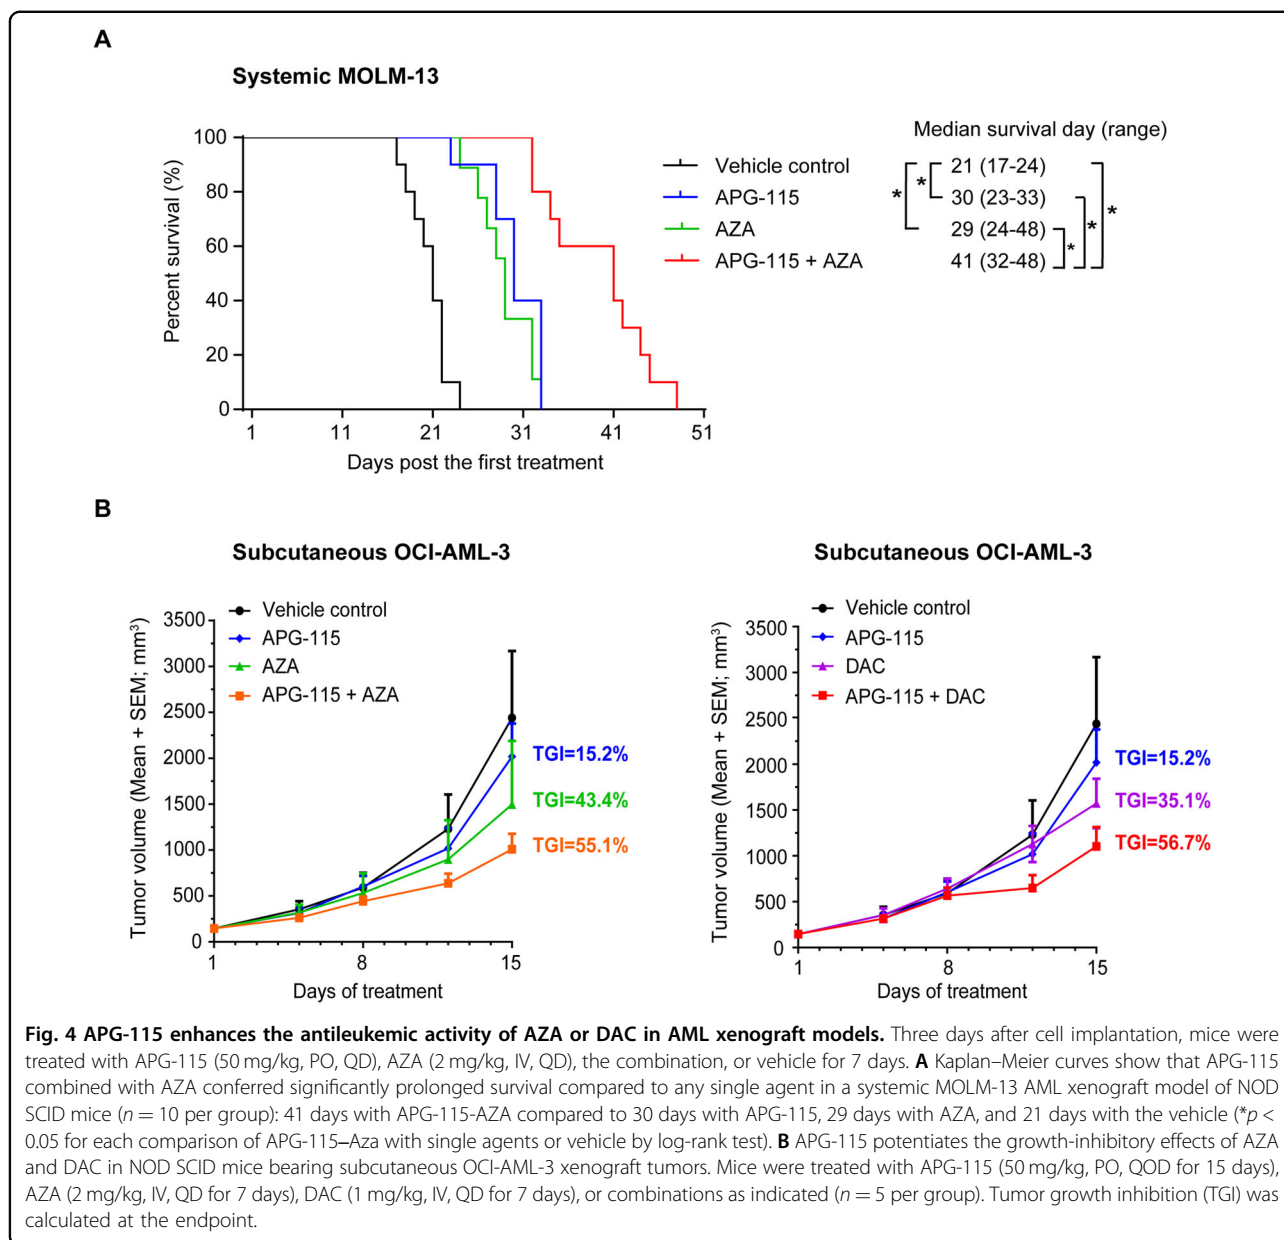 A
Systemic MOLM-13
Percent survival (%)
100
80
60
40
20
0
1 11 21 31 41 51
Days post the first treatment
Vehicle control
APG-115
AZA
APG-115 + AZA
Median survival day (range)
21 (17-24)
30 (23-33)
29 (24-48)
41 (32-48)
* * * * *
B
Subcutaneous OCI-AML-3
Tumor volume (Mean + SEM; mm³)
3500
3000
2500
2000
1500
1000
500
0
1 8 15
Days of treatment
Vehicle control
APG-115
AZA
APG-115 + AZA
TGI=15.2%
TGI=43.4%
TGI=55.1%
Subcutaneous OCI-AML-3
Tumor volume (Mean + SEM; mm³)
3500
3000
2500
2000
1500
1000
500
0
1 8 15
Days of treatment
Vehicle control
APG-115
DAC
APG-115 + DAC
TGI=15.2%
TGI=35.1%
TGI=56.7%
Fig. 4 APG-115 enhances the antileukemic activity of AZA or DAC in AML xenograft models. Three days after cell implantation, mice were
treated with APG-115 (50 mg/kg, PO, QD), AZA (2 mg/kg, IV, QD), the combination, or vehicle for 7 days. A Kaplan–Meier curves show that APG-115
combined with AZA conferred significantly prolonged survival compared to any single agent in a systemic MOLM-13 AML xenograft model of NOD
SCID mice (n = 10 per group): 41 days with APG-115-AZA compared to 30 days with APG-115, 29 days with AZA, and 21 days with the vehicle (*p <
0.05 for each comparison of APG-115–Aza with single agents or vehicle by log-rank test). B APG-115 potentiates the growth-inhibitory effects of AZA
and DAC in NOD SCID mice bearing subcutaneous OCI-AML-3 xenograft tumors. Mice were treated with APG-115 (50 mg/kg, PO, QOD for 15 days),
AZA (2 mg/kg, IV, QD for 7 days), DAC (1 mg/kg, IV, QD for 7 days), or combinations as indicated (n = 5 per group). Tumor growth inhibition (TGI) was
calculated at the endpoint.